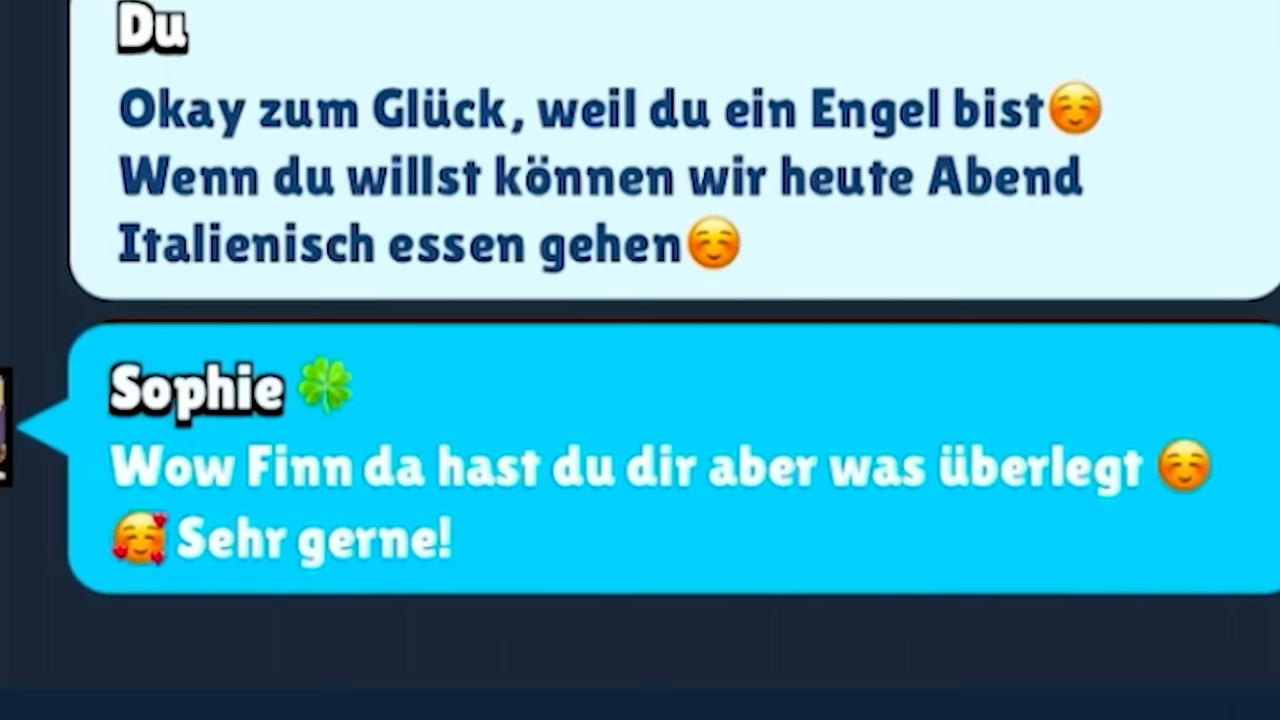 Du
Okay zum Glück, weil du ein Engel bist☺️
Wenn du willst können wir heute Abend
Italienisch essen gehen☺️
Sophie 🍀
Wow Finn da hast du dir aber was überlegt ☺️
🥰 Sehr gerne!